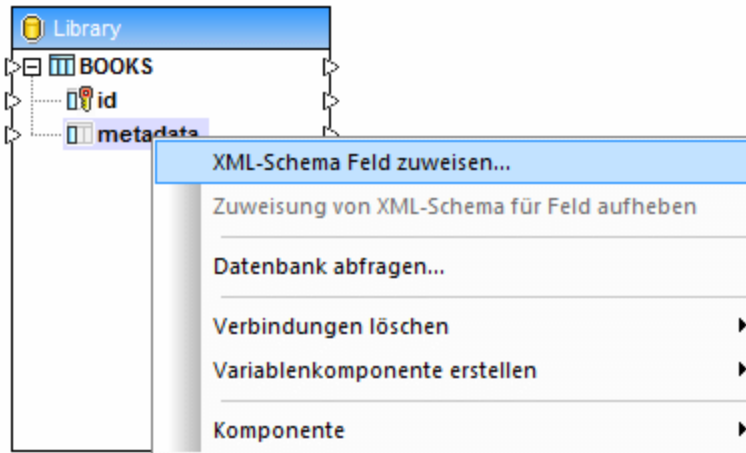 Library
BOOKS
id
metadata
XML-Schema Feld zuweisen...
Zuweisung von XML-Schema für Feld aufheben
Datenbank abfragen...
Verbindungen löschen
Variablenkomponente erstellen
Komponente